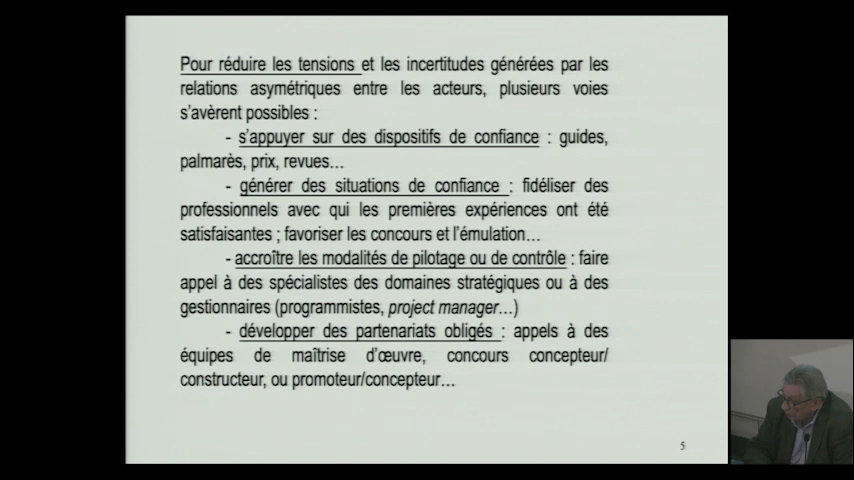 Pour réduire les tensions et les incertitudes générées par les
relations asymétriques entre les acteurs, plusieurs voies
s'avèrent possibles :
- s'appuyer sur des dispositifs de confiance : guides,
palmarès, prix, revues…
- générer des situations de confiance : fidéliser des
professionnels avec qui les premières expériences ont été
satisfaisantes ; favoriser les concours et l'émulation…
- accroître les modalités de pilotage ou de contrôle : faire
appel à des spécialistes des domaines stratégiques ou à des
gestionnaires (programmistes, project manager…)
- développer des partenariats obligés : appels à des
équipes de maîtrise d'œuvre, concours concepteur/
constructeur, ou promoteur/concepteur…
5